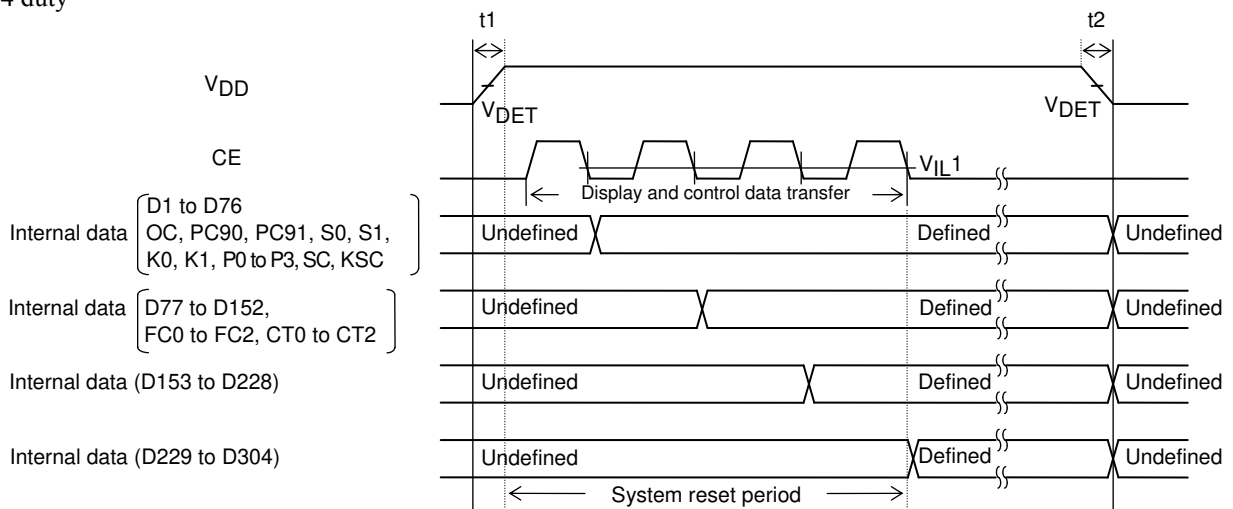 4 duty
t1 t2
VDD
VDET VDET
CE
VIL1
Display and control data transfer
Internal data D1 to D76
OC, PC90, PC91, S0, S1,
K0, K1, P0 to P3, SC, KSC
Undefined Defined Undefined
Internal data D77 to D152,
FC0 to FC2, CT0 to CT2
Undefined Defined Undefined
Internal data (D153 to D228) Undefined Defined Undefined
Internal data (D229 to D304) Undefined Defined Undefined
System reset period